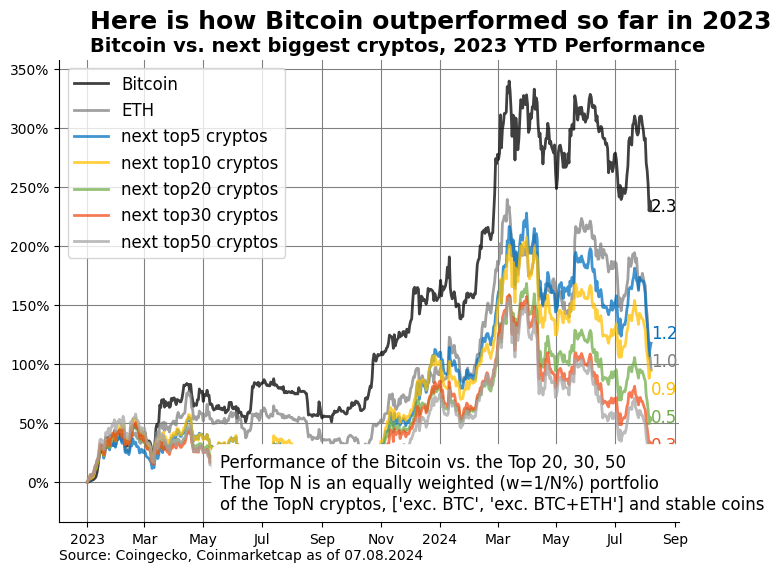 Here is how Bitcoin outperformed so far in 2023
Bitcoin vs. next biggest cryptos, 2023 YTD Performance
350%
300%
250%
200%
150%
100%
50%
0%
Bitcoin
ETH
next top5 cryptos
next top10 cryptos
next top20 cryptos
next top30 cryptos
next top50 cryptos
2.3
1.2
1.0
0.9
0.5
0.3
Performance of the Bitcoin vs. the Top 20, 30, 50
The Top N is an equally weighted (w=1/N%) portfolio
of the TopN cryptos, ['exc. BTC', 'exc. BTC+ETH'] and stable coins
2023 Mar May Jul Sep Nov 2024 Mar May Jul Sep
Source: Coingecko, Coinmarketcap as of 07.08.2024